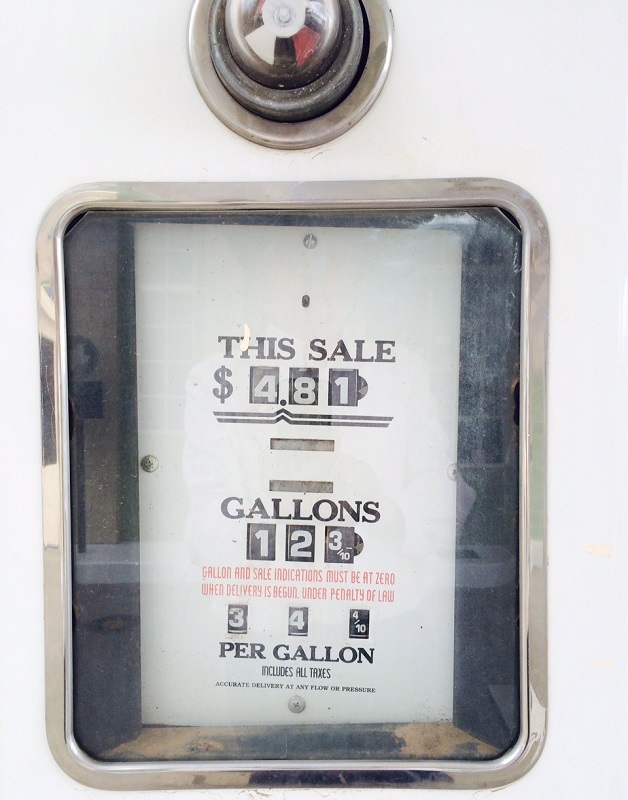 THIS SALE
$ 4.81
GALLONS
1 2 3/10
GALLON AND SALE INDICATIONS MUST BE AT ZERO
WHEN DELIVERY IS BEGUN. UNDER PENALTY OF LAW
3 4 4/10
PER GALLON
INCLUDES ALL TAXES
ACCURATE DELIVERY AT ANY FLOW OR PRESSURE